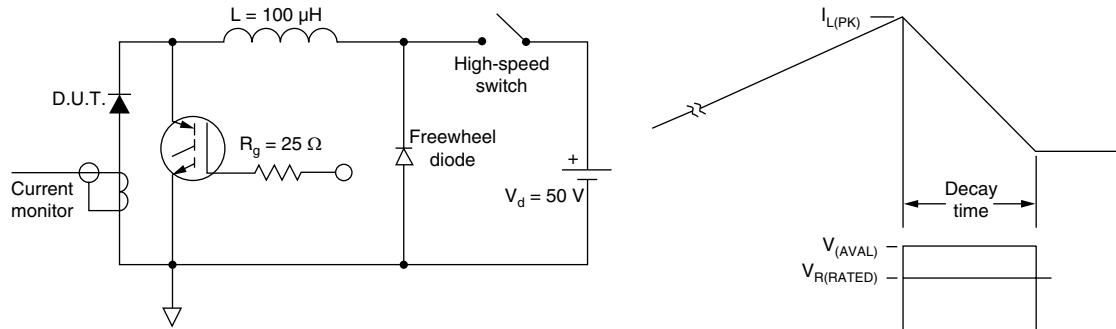 L = 100 μH
High-speed
switch
D.U.T.
R_g = 25 Ω
Freewheel
diode
+
Current
monitor
V_d = 50 V
I_L(PK)
Decay
time
V_(AVAL)
V_R(RATED)